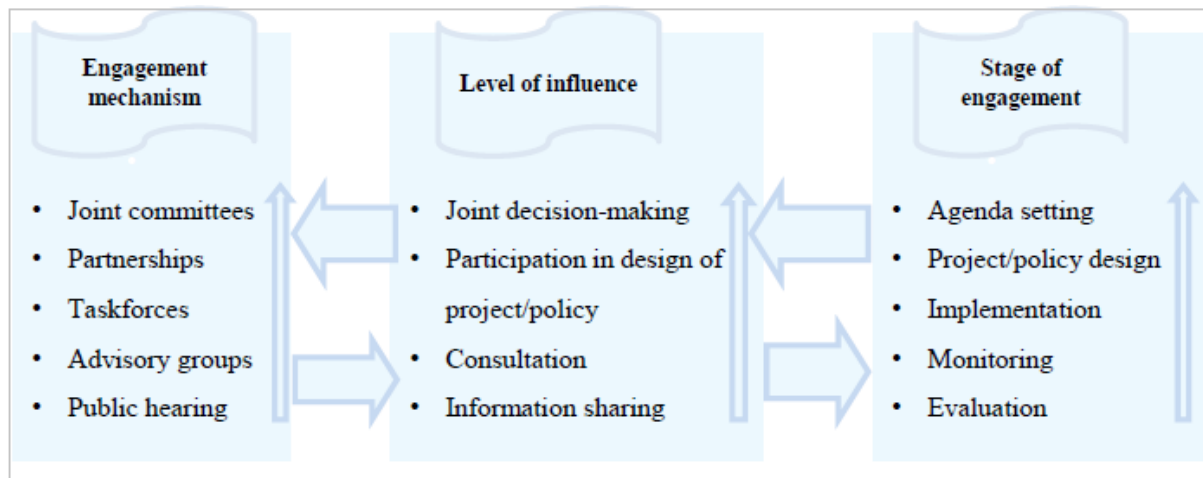 Engagement
mechanism
• Joint committees
• Partnerships
• Taskforces
• Advisory groups
• Public hearing
Level of influence
• Joint decision-making
• Participation in design of
project/policy
• Consultation
• Information sharing
Stage of
engagement
• Agenda setting
• Project/policy design
• Implementation
• Monitoring
• Evaluation